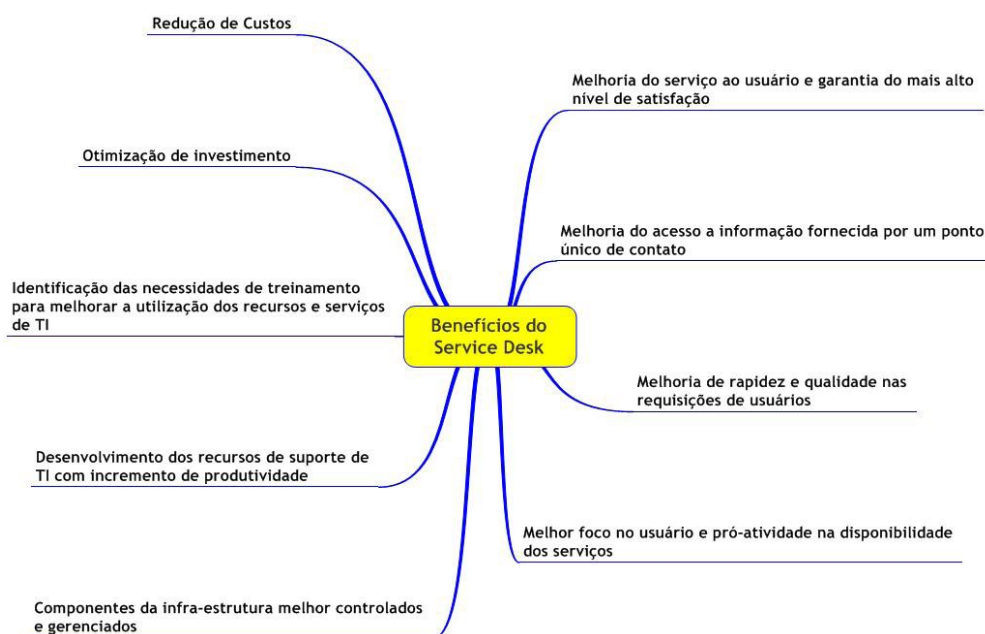 Redução de Custos
Otimização de investimento
Identificação das necessidades de treinamento
para melhorar a utilização dos recursos e serviços
de TI
Desenvolvimento dos recursos de suporte de
TI com incremento de produtividade
Componentes da infra-estrutura melhor controlados
e gerenciados
Benefícios do
Service Desk
Melhoria do serviço ao usuário e garantia do mais alto
nível de satisfação
Melhoria do acesso a informação fornecida por um ponto
único de contato
Melhoria de rapidez e qualidade nas
requisições de usuários
Melhor foco no usuário e pró-atividade na disponibilidade
dos serviços